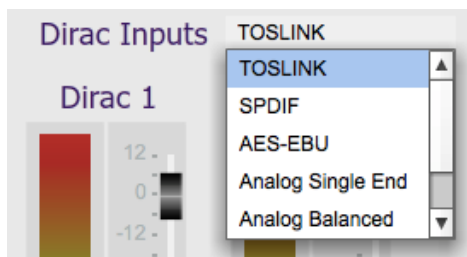 Dirac Inputs TOSLINK
TOSLINK
SPDIF
AES-EBU
Analog Single End
Analog Balanced
Dirac 1
12
0
-12